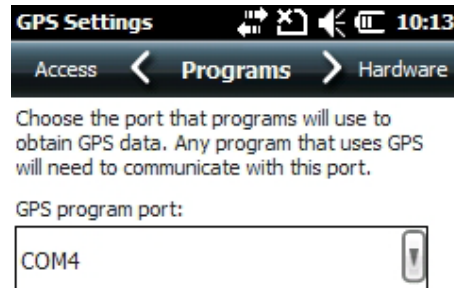 GPS Settings 10:13
Access Programs Hardware
Choose the port that programs will use to
obtain GPS data. Any program that uses GPS
will need to communicate with this port.
GPS program port:
COM4